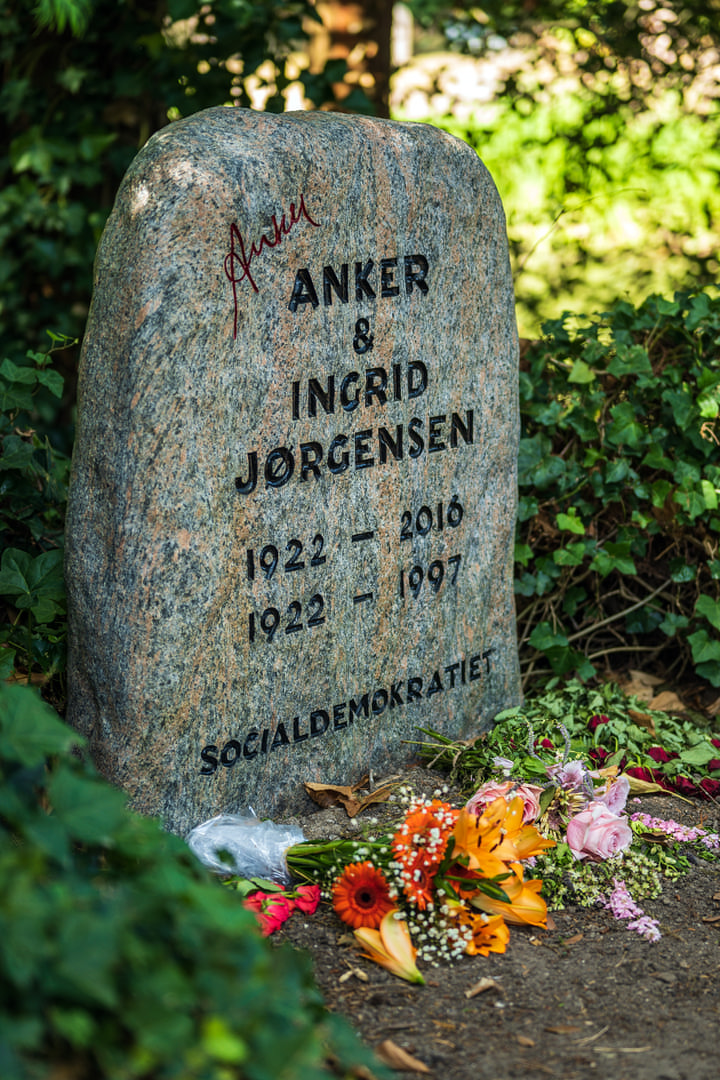 Anker
ANKER
&
INGRID
JØRGENSEN
1922 – 2016
1922 – 1997
SOCIALDEMOKRATIET